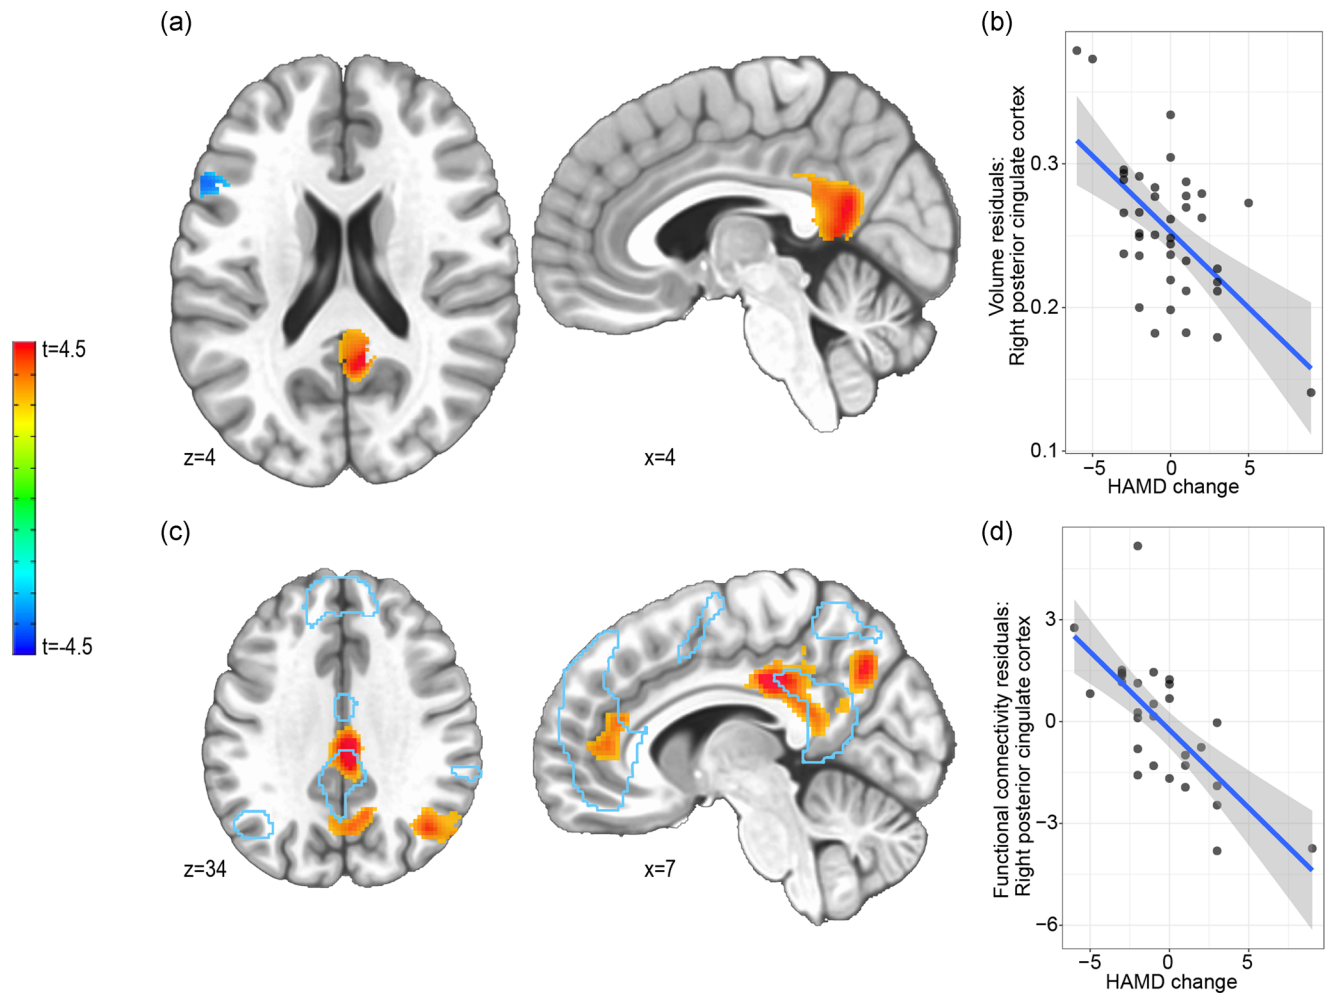 (a)
(b)
t=4.5
t=-4.5
z=4
x=4
Volume residuals:
Right posterior cingulate cortex
0.3
0.2
0.1
−5
0
5
HAMD change
(c)
(d)
z=34
x=7
Functional connectivity residuals:
Right posterior cingulate cortex
3
0
−3
−6
−5
0
5
HAMD change